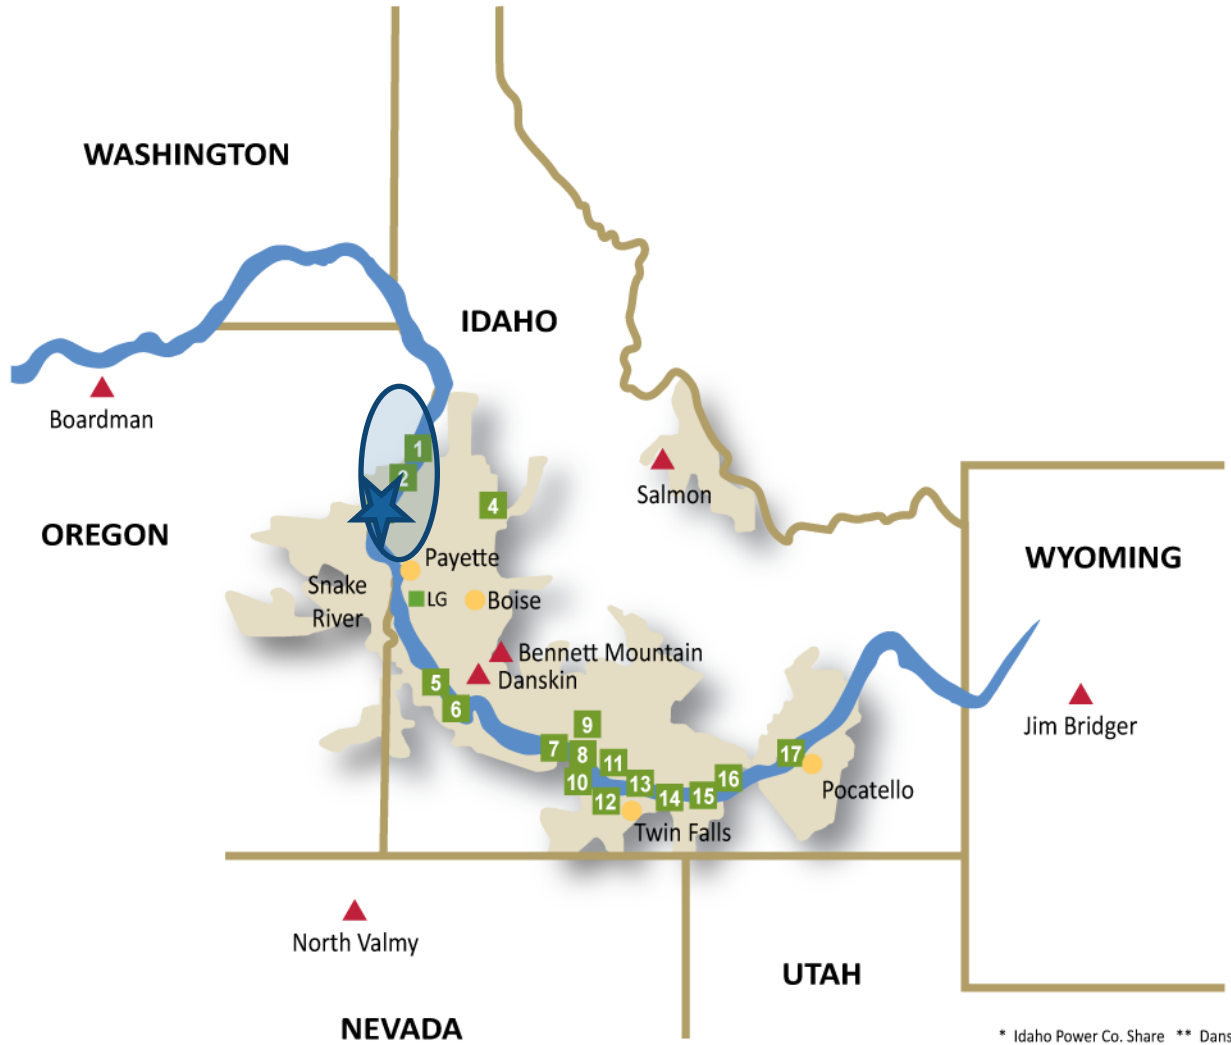 WASHINGTON
IDAHO
Boardman
1
2
4
Salmon
OREGON
WYOMING
Payette
Snake
River
LG
Boise
Bennett Mountain
Danskin
5
6
9
7
8
11
10
13
12
14
15
16
17
Jim Bridger
Pocatello
Twin Falls
North Valmy
UTAH
NEVADA
* Idaho Power Co. Share ** Dans